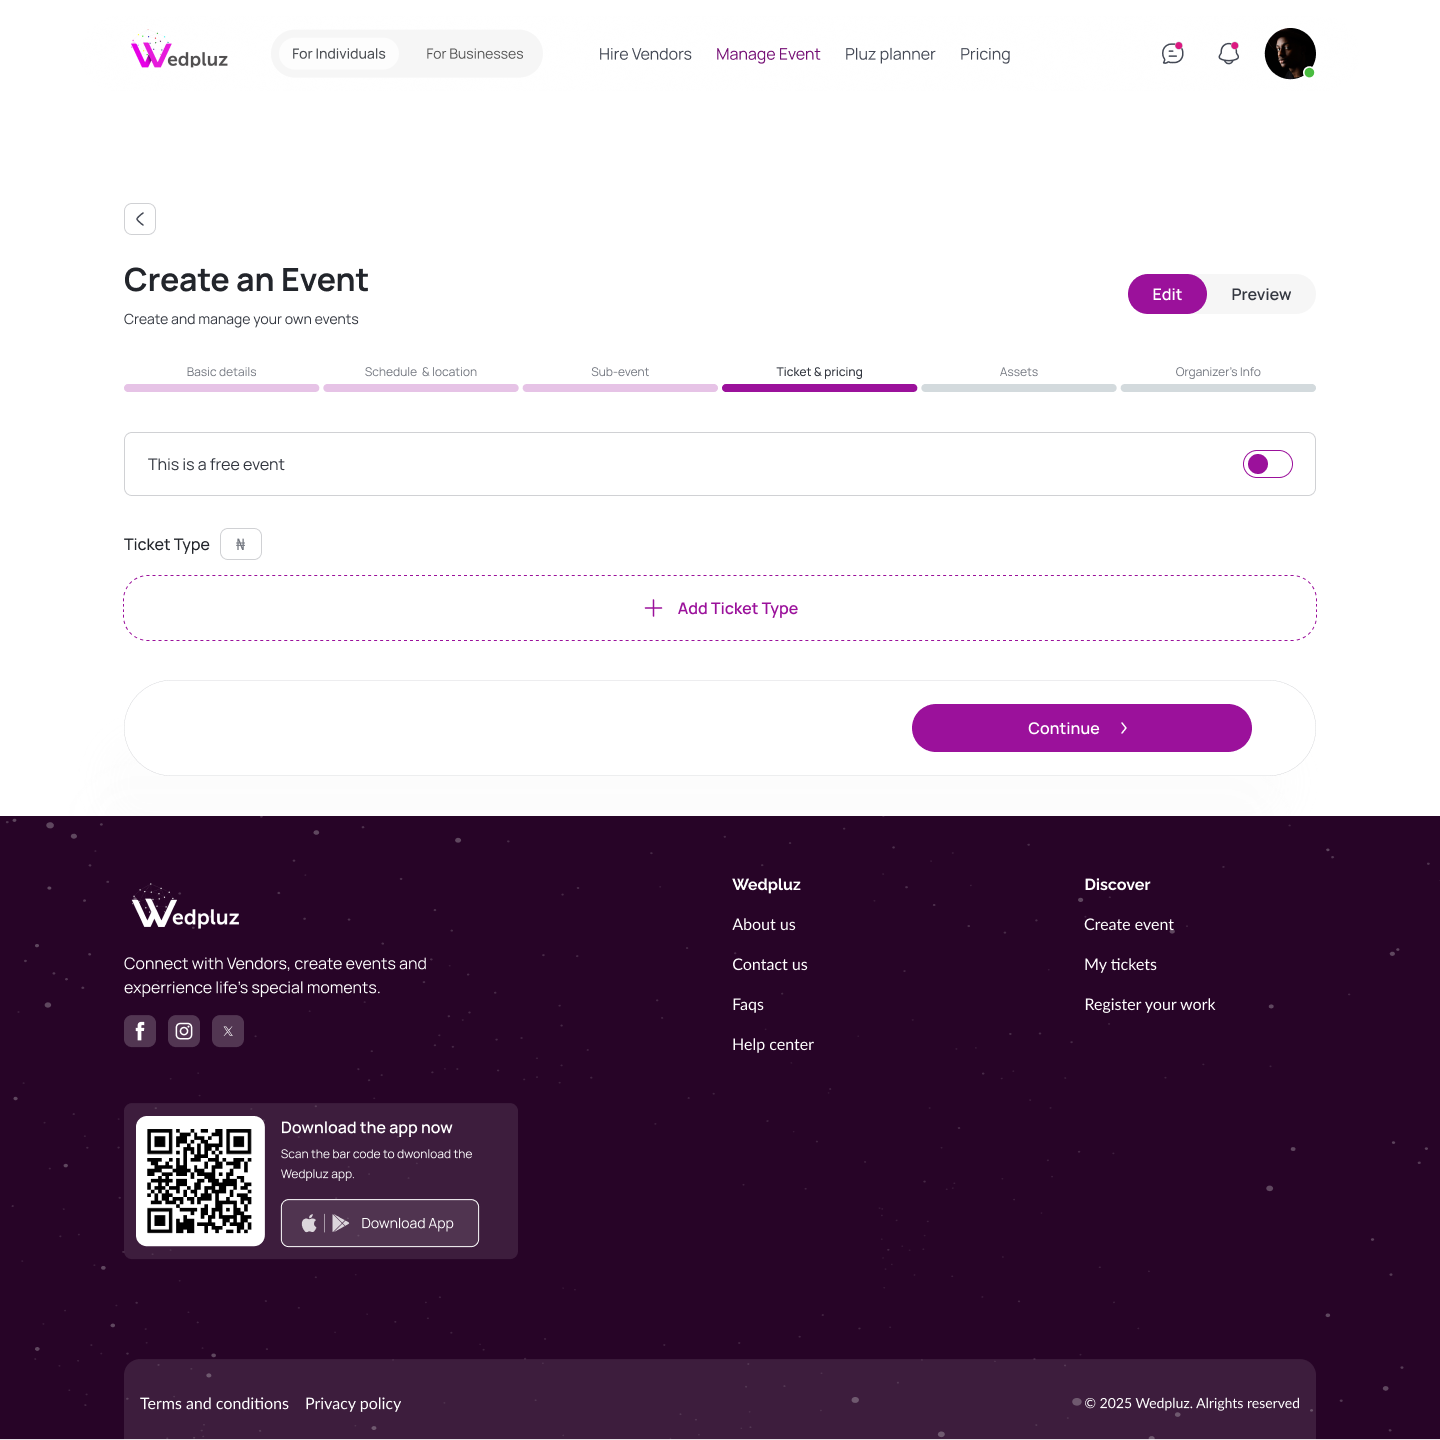 Wedpluz
For Individuals
For Businesses
Hire Vendors
Manage Event
Pluz planner
Pricing
Create an Event
Create and manage your own events
Edit
Preview
Basic details
Schedule & location
Sub-event
Ticket & pricing
Assets
Organizer's Info
This is a free event
Ticket Type
₦
Add Ticket Type
Continue
Wedpluz
Connect with Vendors, create events and
experrience life's special moments.
Download the app now
Scan the bar code to dwonload the
Wedpluz app.
Download App
Wedpluz
About us
Contact us
Faqs
Help center
Discover
Create event
My tickets
Register your work
Terms and conditions
Privacy policy
© 2025 Wedpluz. Alrights reserved